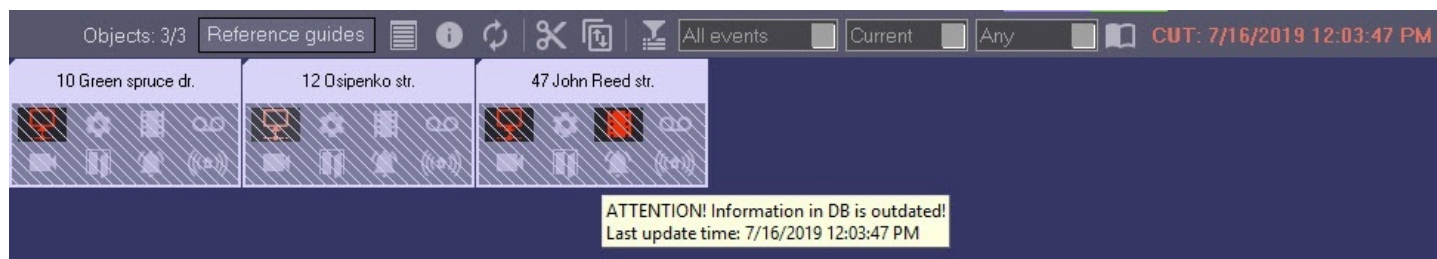 Objects: 3/3 Reference guides All events Current Any CUT: 7/16/2019 12:03:47 PM
10 Green spruce dr. 12 Osipenko str. 47 John Reed str.
ATTENTION! Information in DB is outdated!
Last update time: 7/16/2019 12:03:47 PM